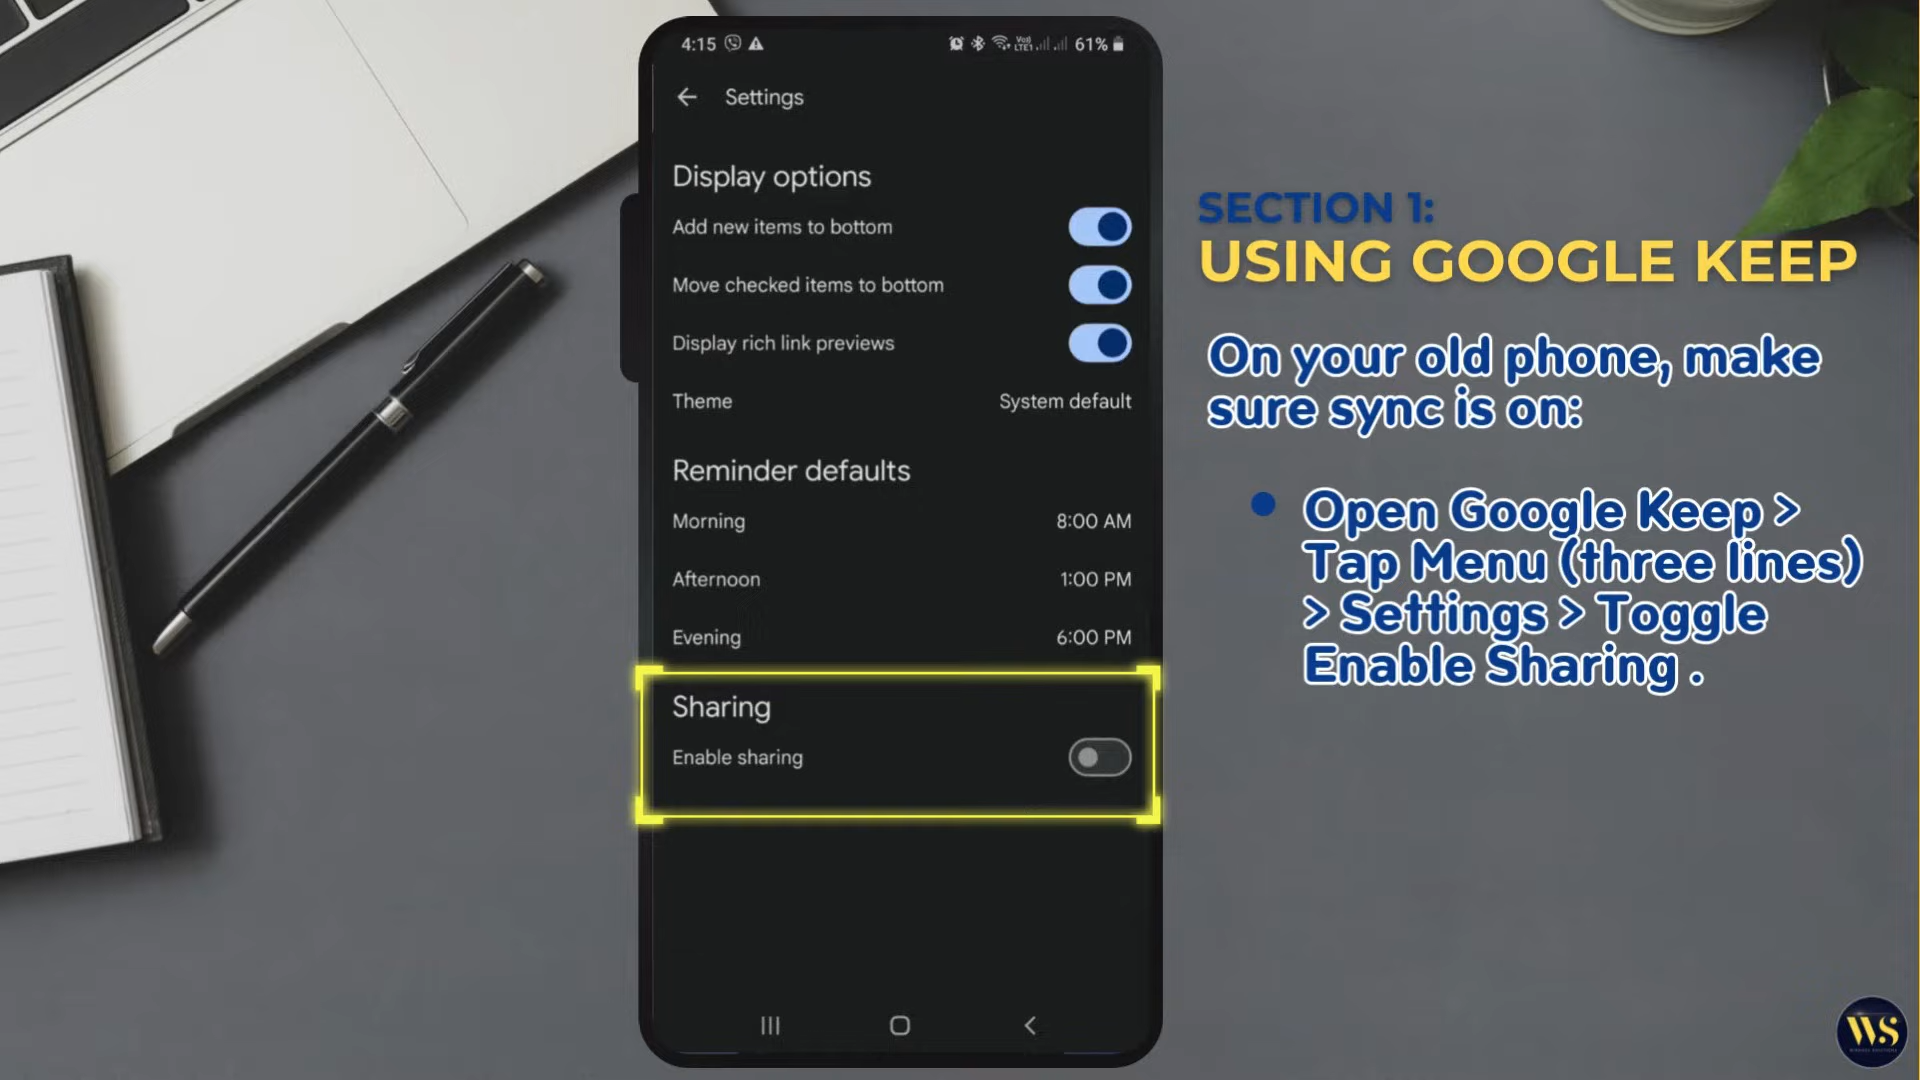 4:15
Vo)
LTE1
61%
Settings
Display options
Add new items to bottom
Move checked items to bottom
Display rich link previews
Theme System default
Reminder defaults
Morning 8:00 AM
Afternoon 1:00 PM
Evening 6:00 PM
Sharing
Enable sharing
SECTION 1:
USING GOOGLE KEEP
On your old phone, make
sure sync is on:
• Open Google Keep >
Tap Menu (three lines)
> Settings > Toggle
Enable Sharing .
WS